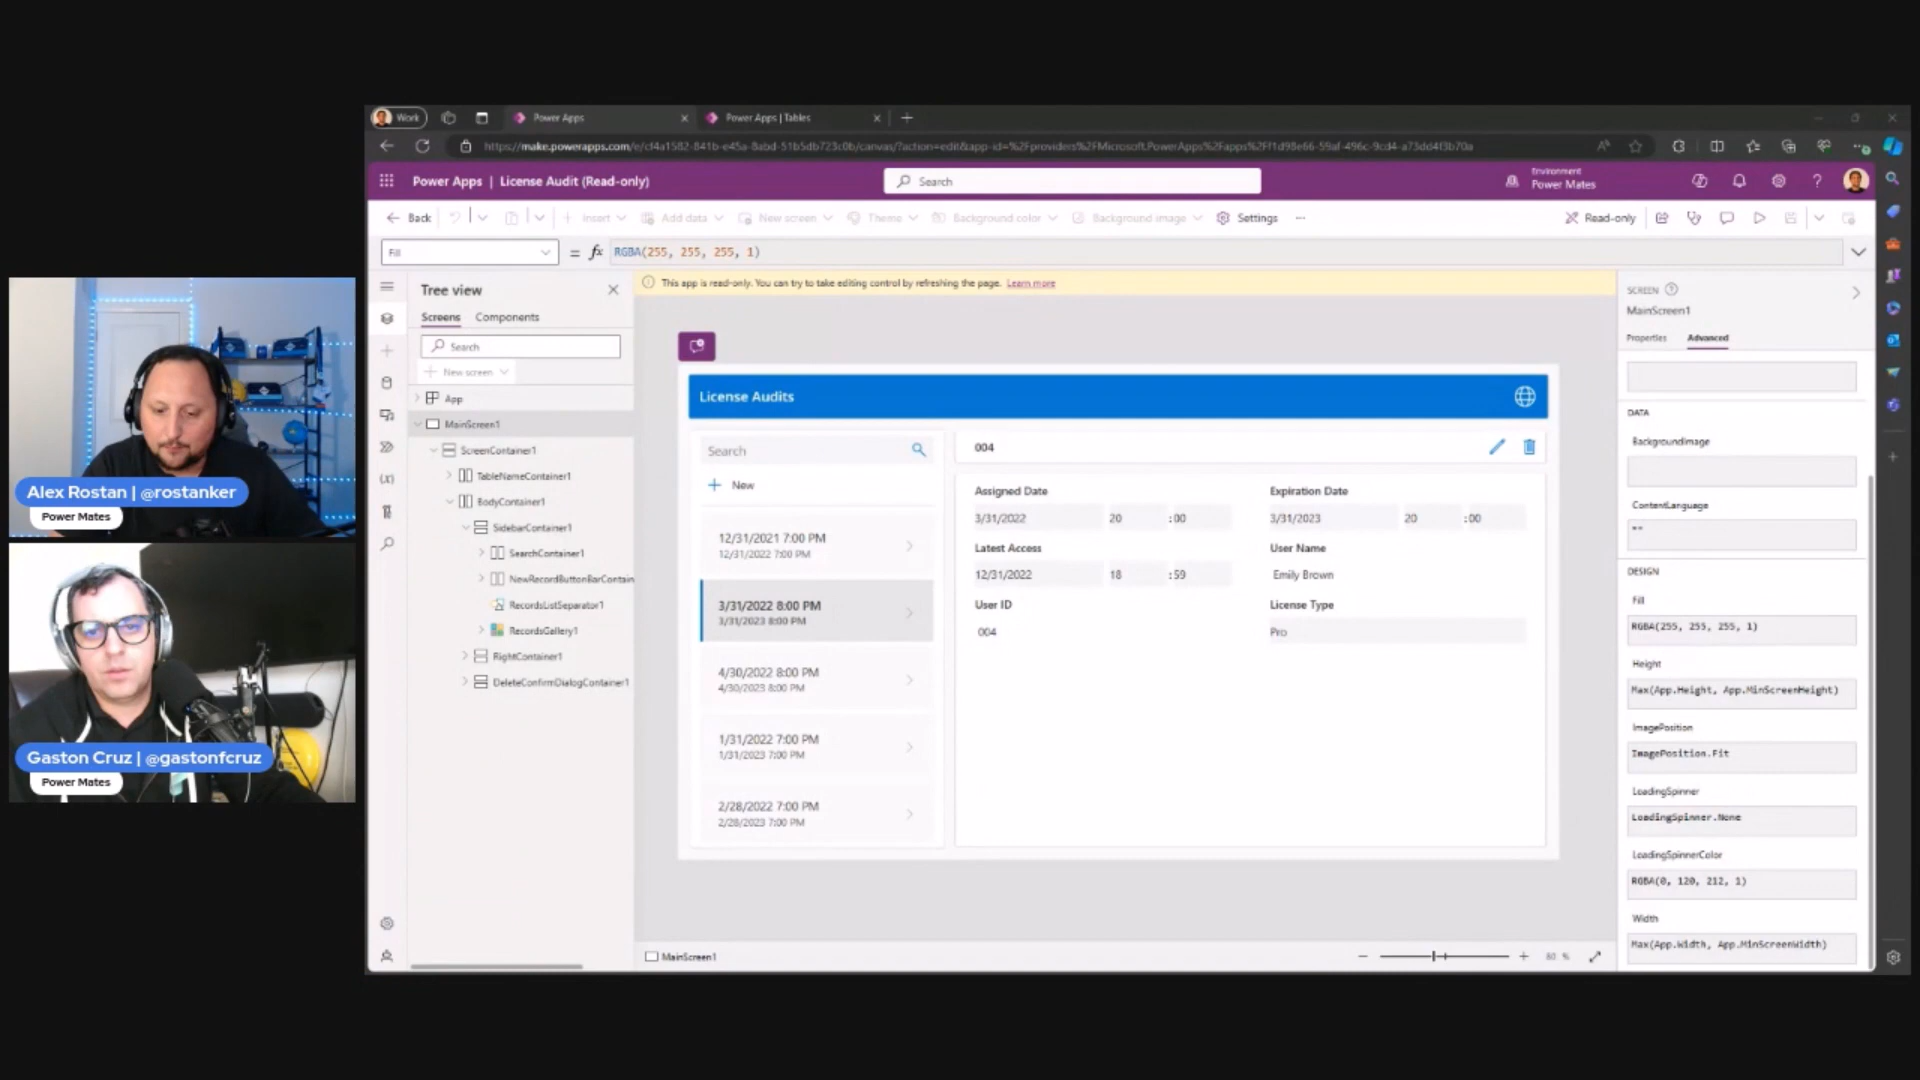 Work
Power Apps
Power Apps | Tables
Power Apps | License Audit (Read-only)
Search
Environment
Power Mates
Back
Insert
Add data
New screen
Theme
Background color
Background image
Settings
Read-only
Fill
= fx RGBA(255, 255, 255, 1)
Tree view
Screens
Components
Search
New screen
App
MainScreen1
ScreenContainer1
TableNameContainer1
BodyContainer1
SidebarContainer1
SearchContainer1
NewRecordButtonBarContain
RecordsListSeparator1
RecordsGallery1
RightContainer1
DeleteConfirmDialogContainer1
This app is read-only. You can try to take editing control by refreshing the page. Learn more
License Audits
Search
New
12/31/2021 7:00 PM
12/31/2022 7:00 PM
3/31/2022 8:00 PM
3/31/2023 8:00 PM
4/30/2022 8:00 PM
4/30/2023 8:00 PM
1/31/2022 7:00 PM
1/31/2023 7:00 PM
2/28/2022 7:00 PM
2/28/2023 7:00 PM
004
Assigned Date
3/31/2022 20 :00
Expiration Date
3/31/2023 20 :00
Latest Access
12/31/2022 18 :59
User Name
Emily Brown
User ID
004
License Type
Pro
MainScreen1
80 %
SCREEN
MainScreen1
Properties
Advanced
DATA
BackgroundImage
ContentLanguage
""
DESIGN
Fill
RGBA(255, 255, 255, 1)
Height
Max(App.Height, App.MinScreenHeight)
ImagePosition
ImagePosition.Fit
LoadingSpinner
LoadingSpinner.None
LoadingSpinnerColor
RGBA(0, 120, 212, 1)
Width
Max(App.Width, App.MinScreenWidth)
Alex Rostan | @rostanker
Power Mates
Gaston Cruz | @gastonfcruz
Power Mates